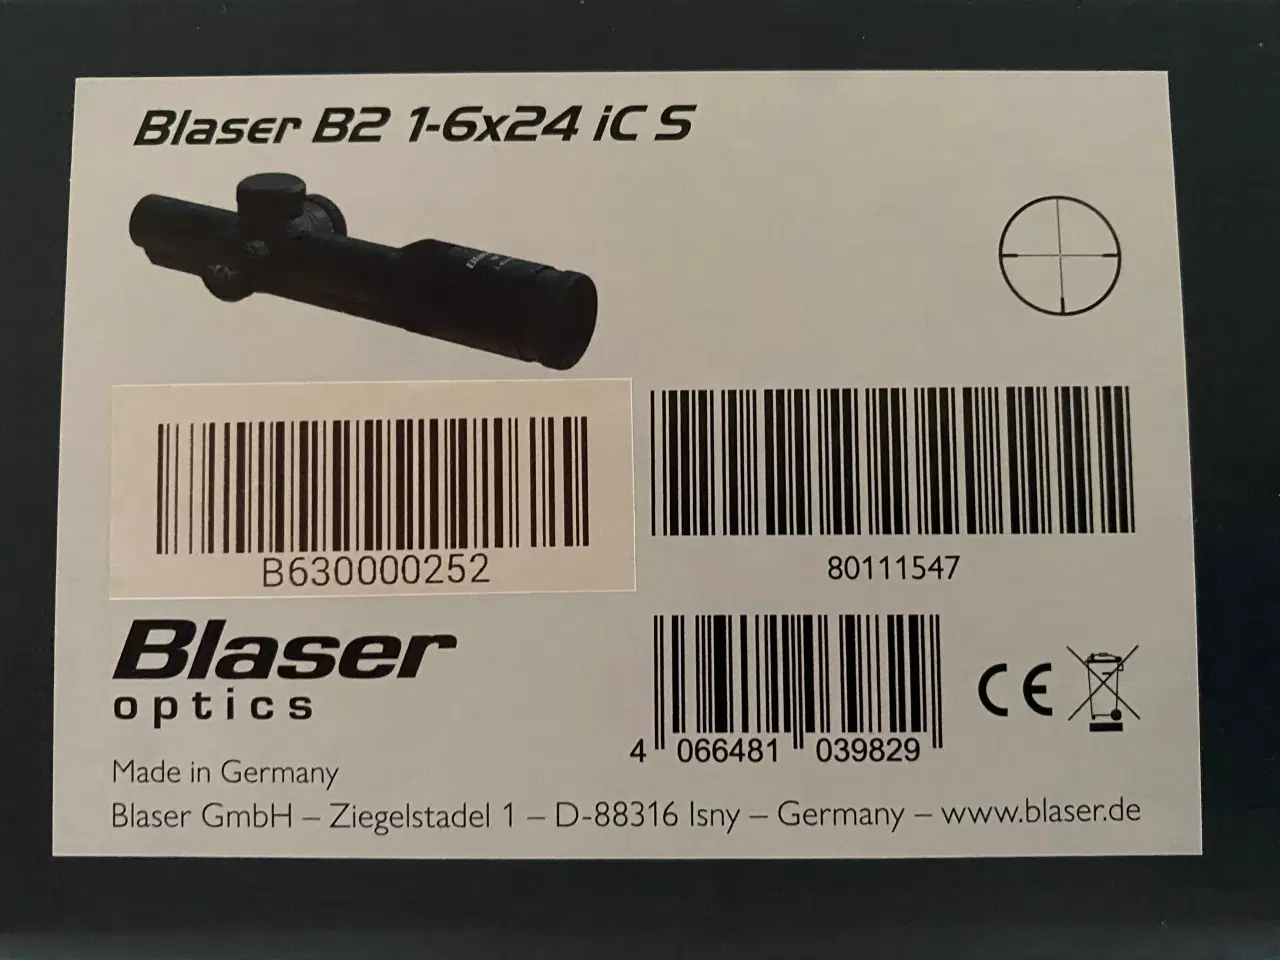 Blaser B2 1-6x24 iC S
B630000252
80111547
Blaser
optics
4 066481 039829
CE
Made in Germany
Blaser GmbH – Ziegelstadel 1 – D-88316 Isny – Germany – www.blaser.de